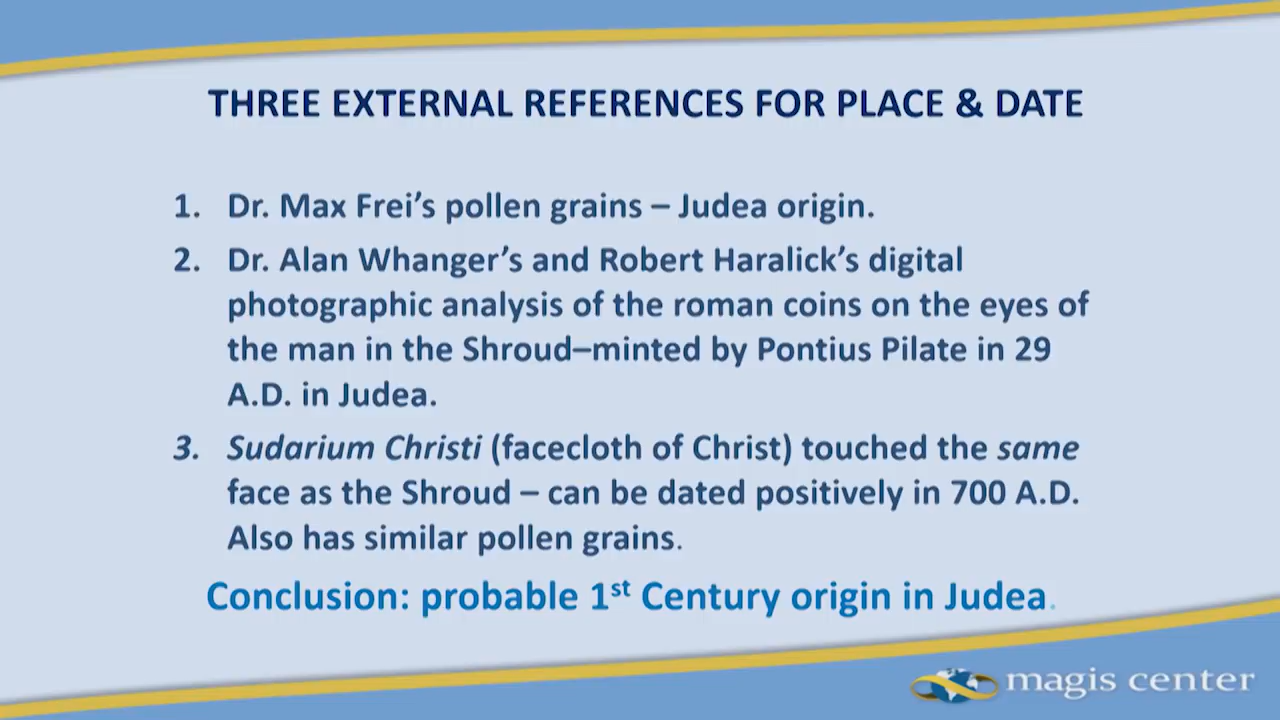 THREE EXTERNAL REFERENCES FOR PLACE & DATE
1. Dr. Max Frei’s pollen grains – Judea origin.
2. Dr. Alan Whanger’s and Robert Haralick’s digital
photographic analysis of the roman coins on the eyes of
the man in the Shroud–minted by Pontius Pilate in 29
A.D. in Judea.
3. Sudarium Christi (facecloth of Christ) touched the same
face as the Shroud – can be dated positively in 700 A.D.
Also has similar pollen grains.
Conclusion: probable 1st Century origin in Judea.
magis center